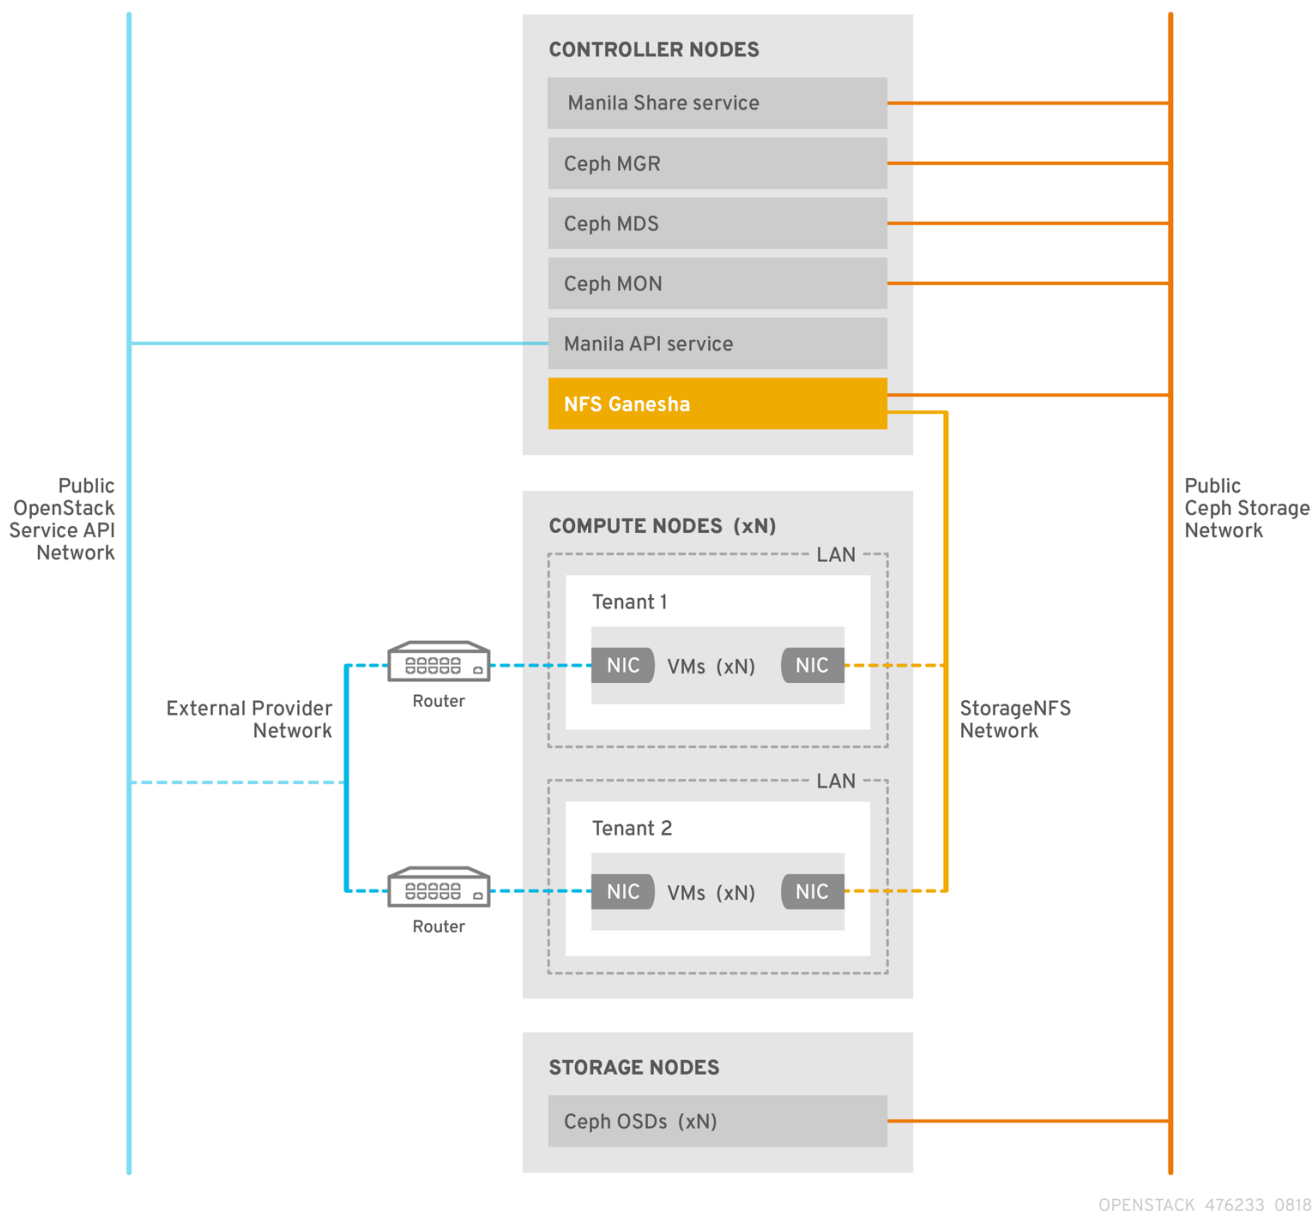 CONTROLLER NODES
Manila Share service
Ceph MGR
Ceph MDS
Ceph MON
Manila API service
NFS Ganesha
Public
OpenStack
Service API
Network
Public
Ceph Storage
Network
COMPUTE NODES (xN)
LAN
Tenant 1
NIC VMs (xN) NIC
Router
External Provider
Network
StorageNFS
Network
LAN
Tenant 2
NIC VMs (xN) NIC
Router
STORAGE NODES
Ceph OSDs (xN)
OPENSTACK 476233 0818